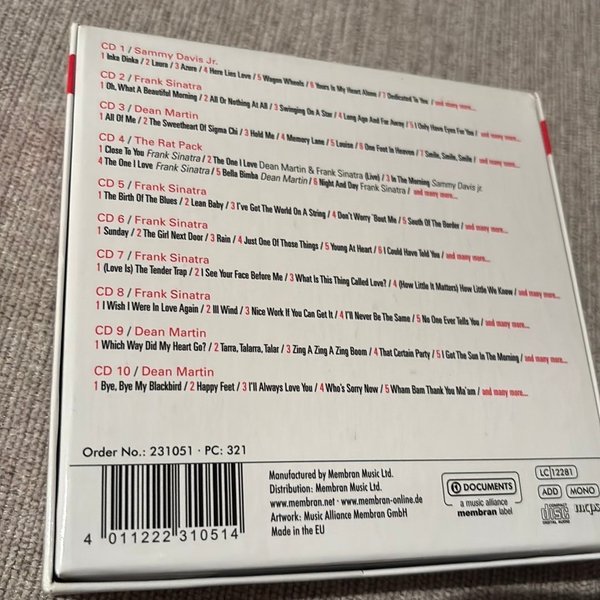 CD 1 / Sammy Davis Jr.
1 Inka Dinka / 2 Laura / 3 Azure / 4 Here Lies Love / 5 Wagon Wheels / 6 Yours Is My Heart Alone / 7 Dedicated To You / and many more...
CD 2 / Frank Sinatra
1 Oh, What A Beautiful Morning / 2 All Or Nothing At All / 3 Swinging On A Star / 4 Long Ago And Far Away / 5 I Only Have Eyes For You / and many more...
CD 3 / Dean Martin
1 All Of Me / 2 The Sweetheart Of Sigma Chi / 3 Hold Me / 4 Memory Lane / 5 Louise / 6 One Foot In Heaven / 7 Smile, Smile, Smile / and many more...
CD 4 / The Rat Pack
1 Close To You Frank Sinatra / 2 The One I Love Dean Martin & Frank Sinatra (Live) / 3 In The Morning Sammy Davis jr.
4 The One I Love Frank Sinatra / 5 Bella Bimba Dean Martin / 6 Night And Day Frank Sinatra / and many more...
CD 5 / Frank Sinatra
1 The Birth Of The Blues / 2 Lean Baby / 3 I've Got The World On A String / 4 Don't Worry 'Bout Me / 5 South Of The Border / and many more...
CD 6 / Frank Sinatra
1 Sunday / 2 The Girl Next Door / 3 Rain / 4 Just One Of Those Things / 5 Young At Heart / 6 I Could Have Told You / and many more...
CD 7 / Frank Sinatra
1 (Love Is) The Tender Trap / 2 I See Your Face Before Me / 3 What Is This Thing Called Love? / 4 (How Little It Matters) How Little We Know / and many more...
CD 8 / Frank Sinatra
1 I Wish I Were In Love Again / 2 Ill Wind / 3 Nice Work If You Can Get It / 4 I'll Never Be The Same / 5 No One Ever Tells You / and many more...
CD 9 / Dean Martin
1 Which Way Did My Heart Go? / 2 Tarra, Talarra, Talar / 3 Zing A Zing A Zing Boom / 4 That Certain Party / 5 I Got The Sun In The Morning / and many more...
CD 10 / Dean Martin
1 Bye, Bye My Blackbird / 2 Happy Feet / 3 I'll Always Love You / 4 Who's Sorry Now / 5 Wham Bam Thank You Ma'am / and many more...
Order No.: 231051 · PC: 321
4 011222 310514
Manufactured by Membran Music Ltd.
Distribution: Membran Music Ltd.
www.membran.net · www.membran-online.de
Artwork: Music Alliance Membran GmbH
Made in the EU
DOCUMENTS
a music alliance
membran label
LC 12281
ADD MONO
COMPACT disc DIGITAL AUDIO
mcps